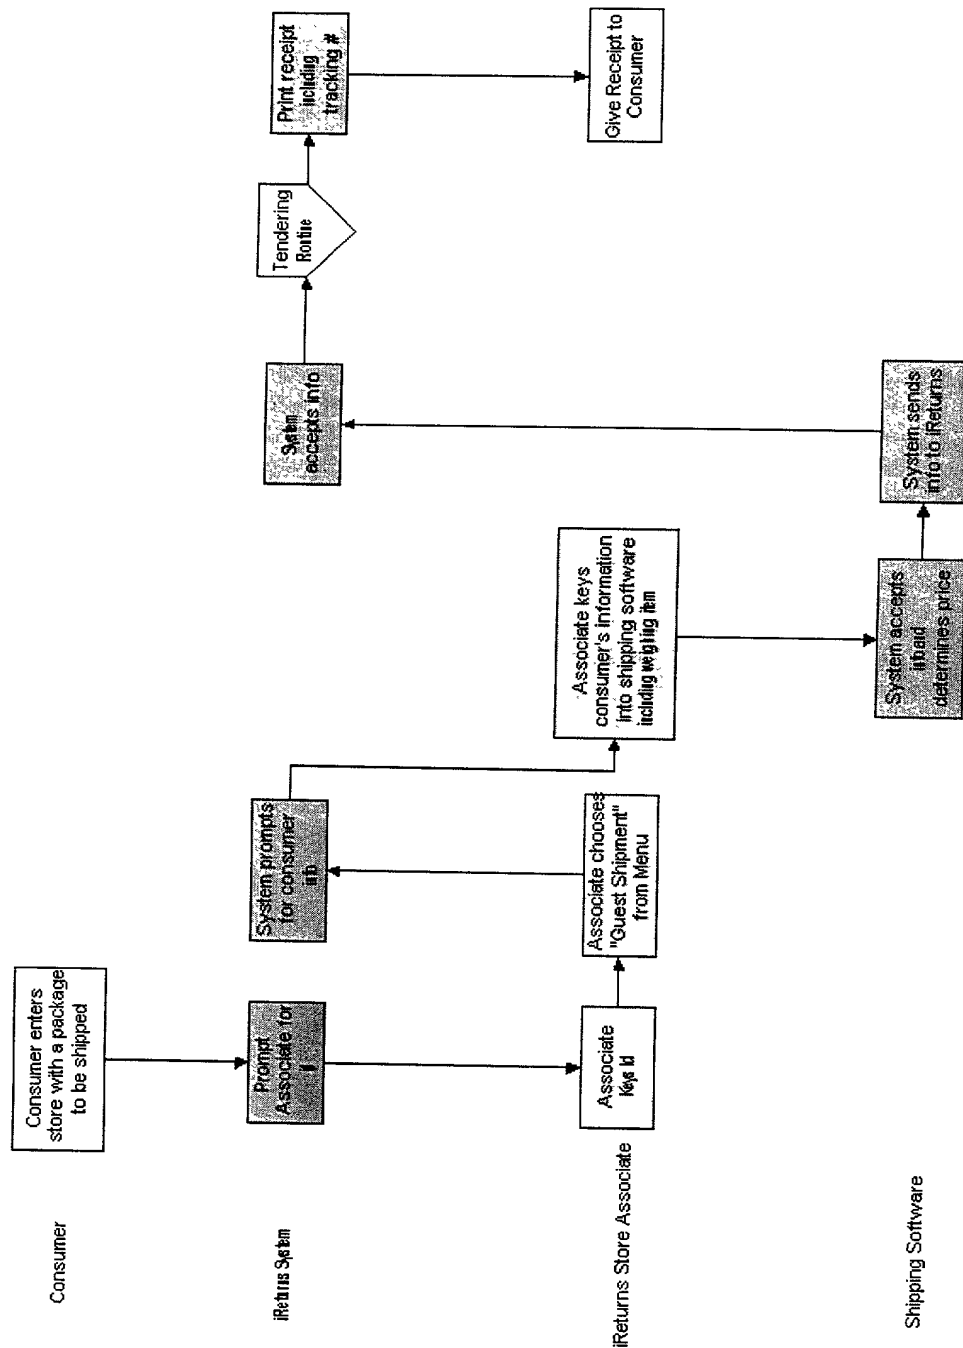 Consumer
Consumer enters
store with a package
to be shipped
iReturns System
Prompt
Associate for
System prompts
for consumer
info
System
accepts info
Tendering
Routine
Print receipt
including
tracking #
iReturns Store Associate
Associate
Keys Id
Associate chooses
"Guest Shipment"
from Menu
Associate keys
consumer's information
into shipping software
including weighing item
Give Receipt to
Consumer
Shipping Software
System accepts
info and
determines price
System sends
info to iReturns